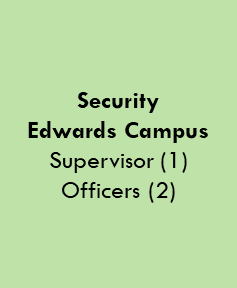 Security
Edwards Campus
Supervisor (1)
Officers (2)